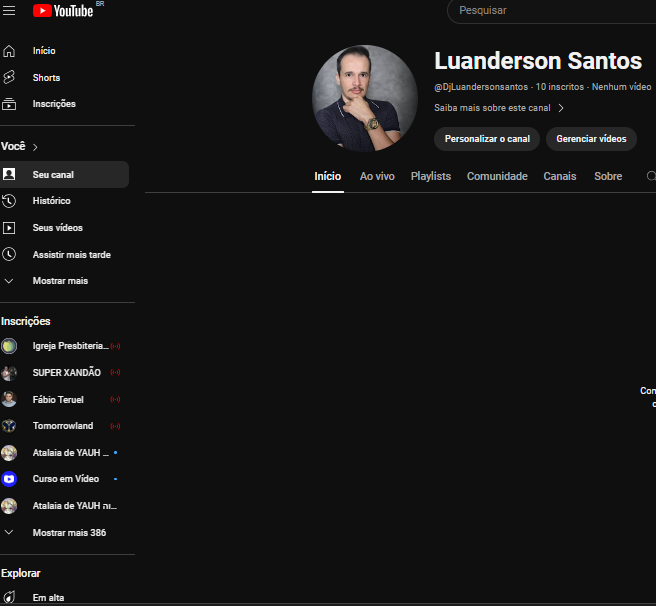 YouTube BR
Pesquisar
Início
Shorts
Inscrições
Você
Seu canal
Histórico
Seus vídeos
Assistir mais tarde
Mostrar mais
Inscrições
Igreja Presbiteria...
SUPER XANDÃO
Fábio Teruel
Tomorrowland
Atalaia de YAUH ...
Curso em Vídeo
Atalaia de YAUH וה...
Mostrar mais 386
Explorar
Em alta
Luanderson Santos
@DjLuandersonsantos · 10 inscritos · Nenhum vídeo
Saiba mais sobre este canal
Personalizar o canal Gerenciar vídeos
Início Ao vivo Playlists Comunidade Canais Sobre
Con